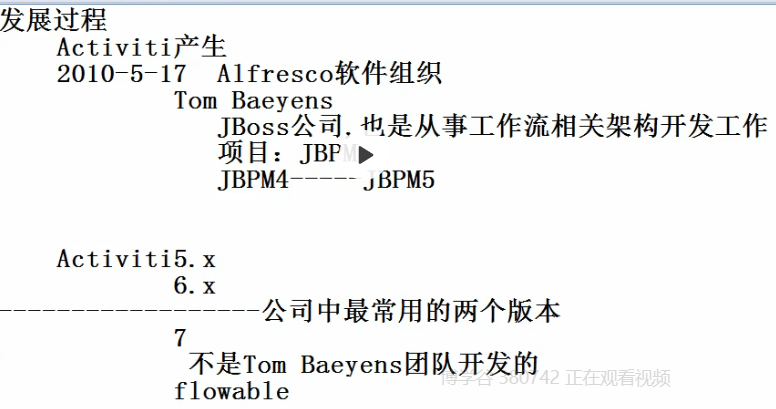 发展过程
Activiti产生
2010-5-17 Alfresco软件组织
Tom Baeyens
JBoss公司.也是从事工作流相关架构开发工作
项目：JBPM
JBPM4-----JBPM5
Activiti5.x
6.x
------------------公司中最常用的两个版本
7
不是Tom Baeyens团队开发的
博学谷 380742 正在观看视频
flowable